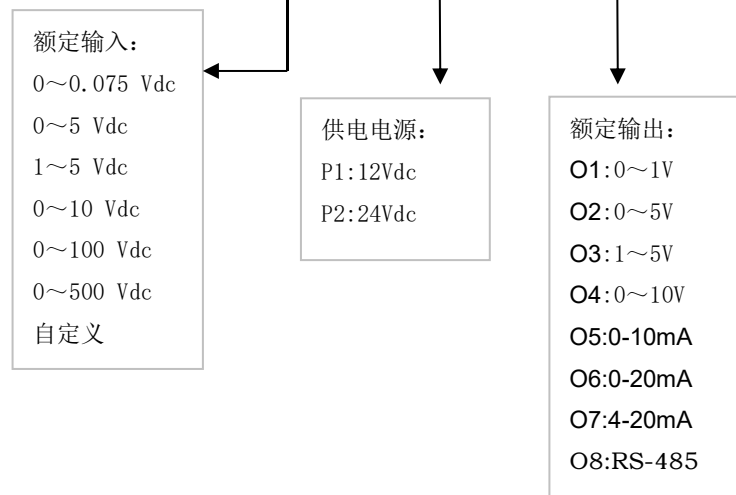 额定输入：
0～0.075 Vdc
0～5 Vdc
1～5 Vdc
0～10 Vdc
0～100 Vdc
0～500 Vdc
自定义
供电电源：
P1:12Vdc
P2:24Vdc
额定输出：
O1:0～1V
O2:0～5V
O3:1～5V
O4:0～10V
O5:0-10mA
O6:0-20mA
O7:4-20mA
O8:RS-485